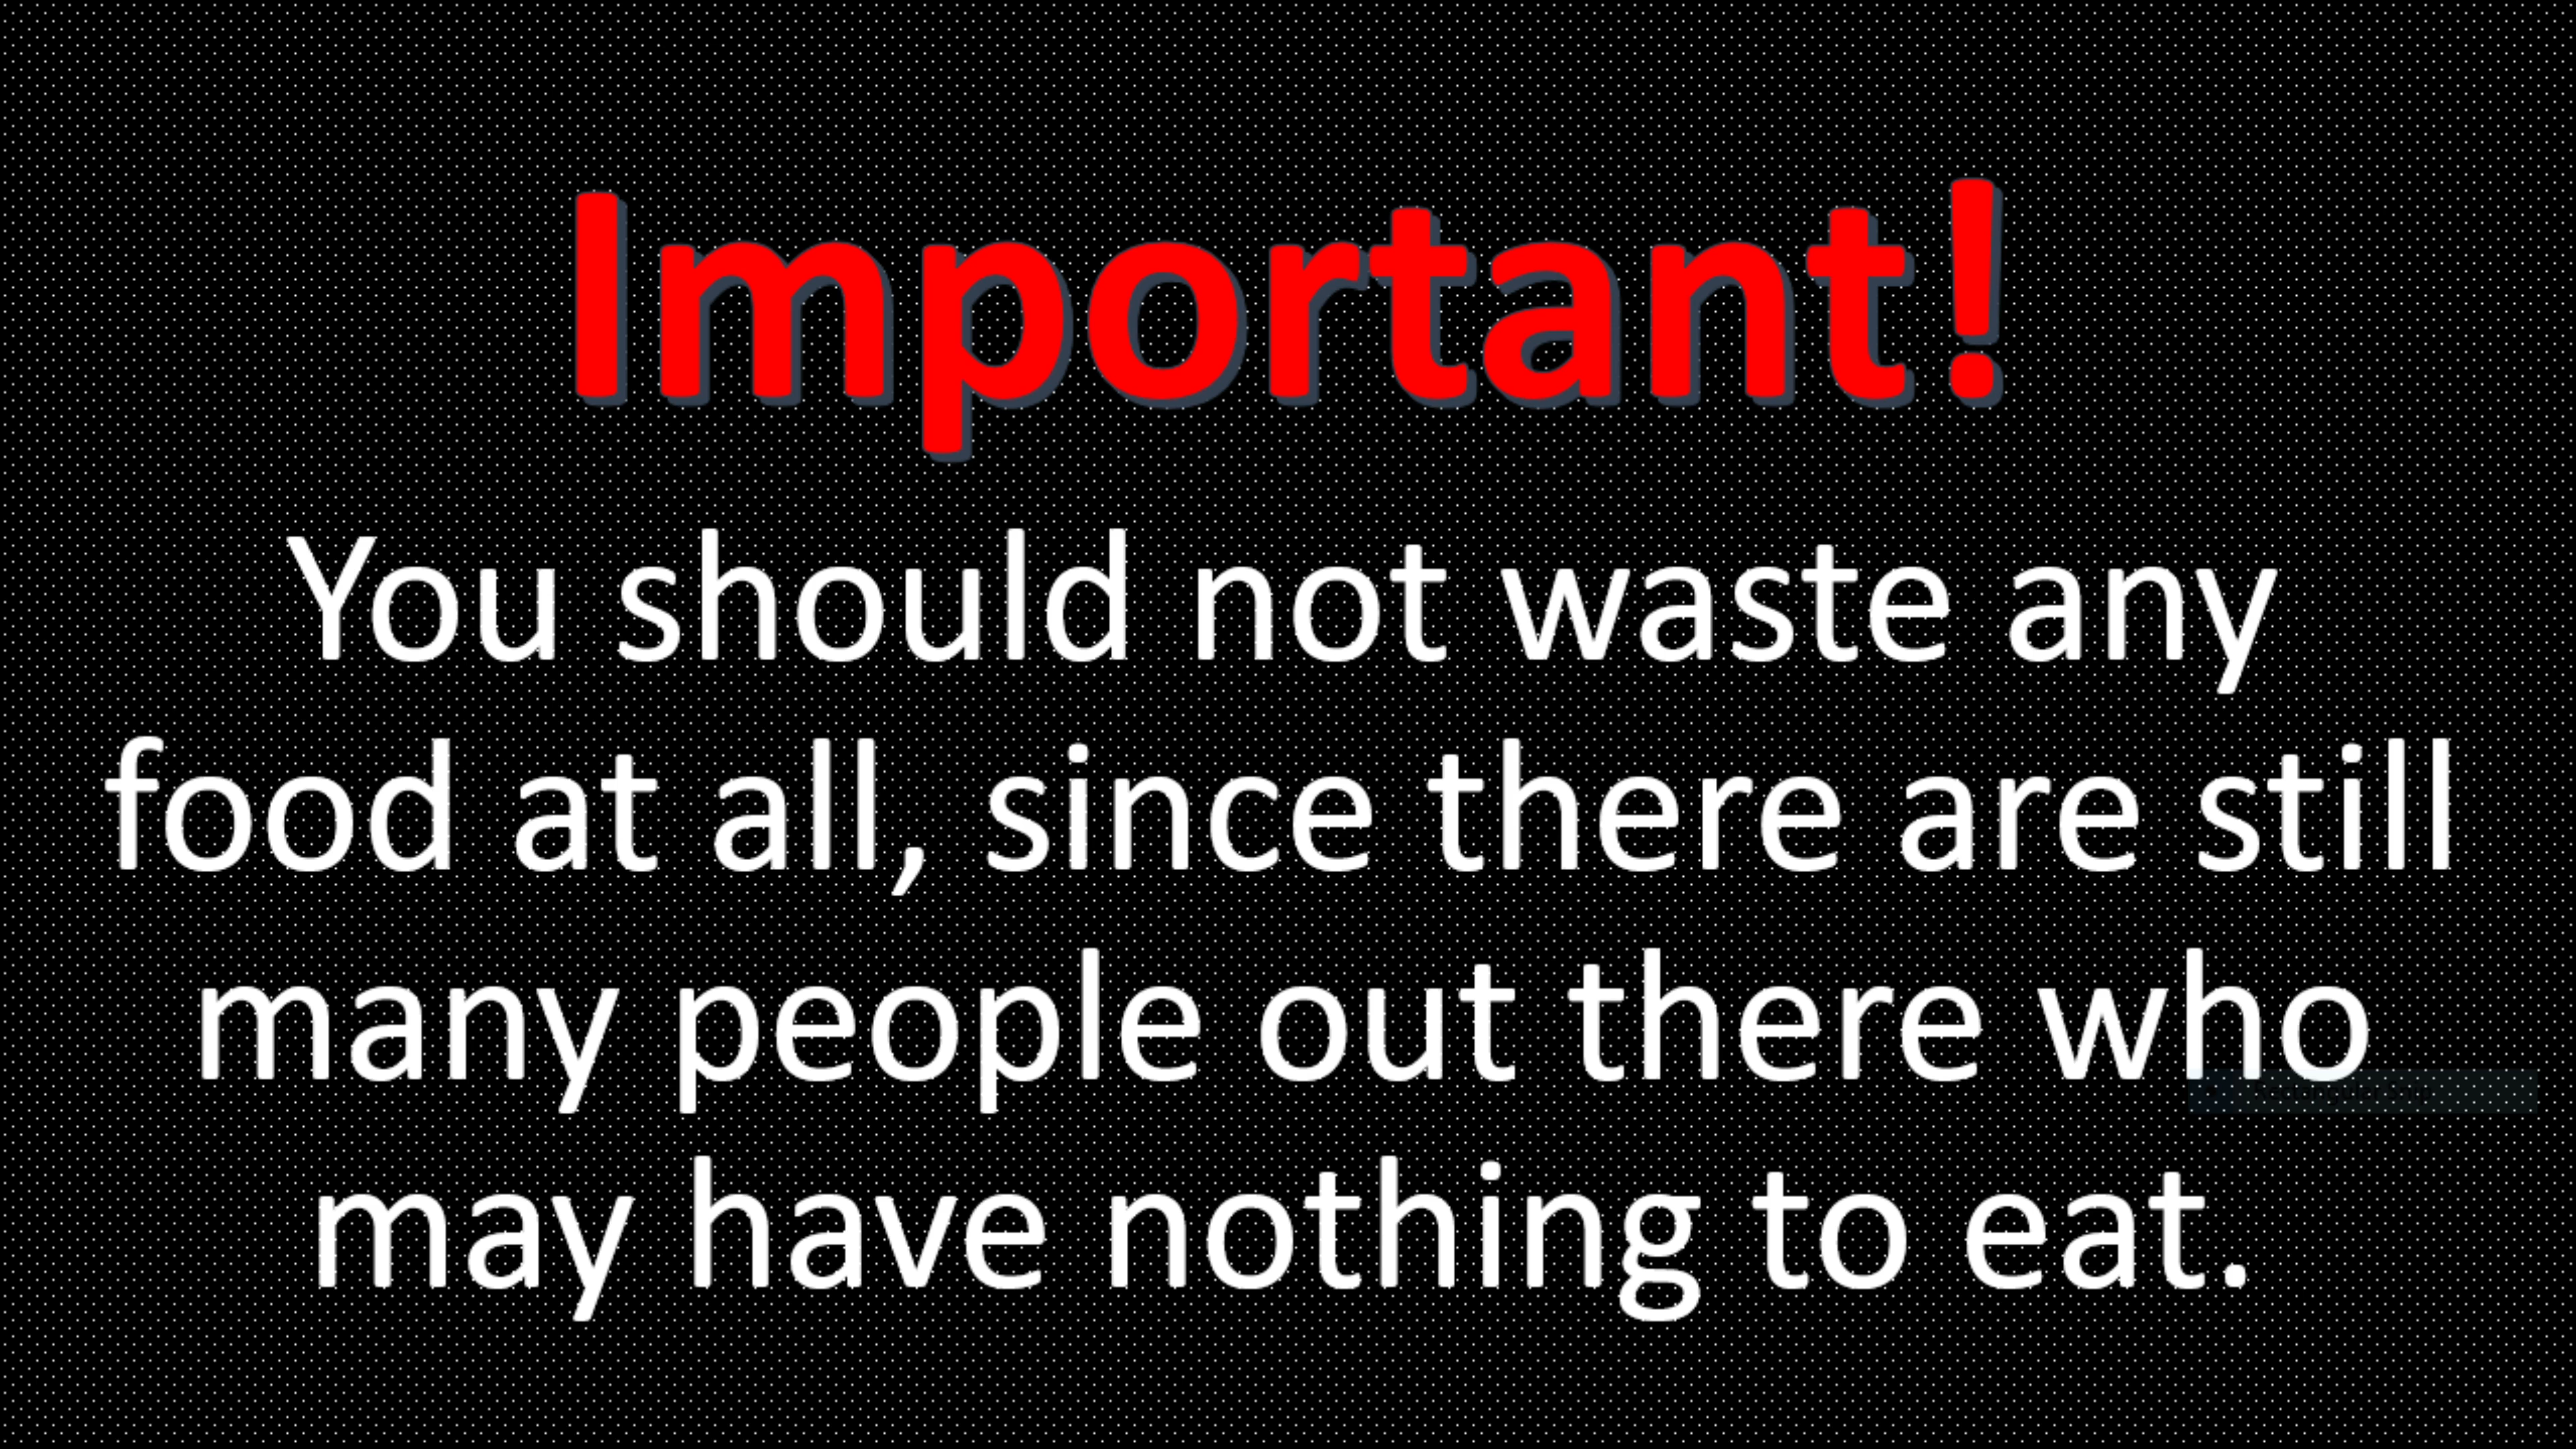 Important!
You should not waste any
food at all, since there are still
many people out there who
may have nothing to eat.